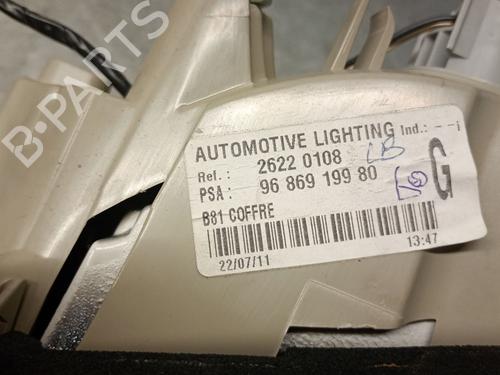 B-PARTS
AUTOMOTIVE LIGHTING Ind.: --i
Ref.: 2622 0108 LB
PSA: 96 869 199 80
G
B81 COFFRE
22/07/11 13:47